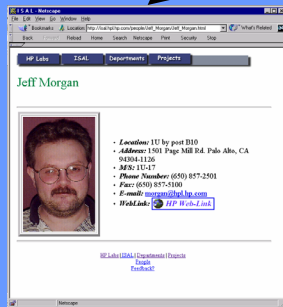 I S A L - Netscape
File Edit View Go Window Help
Bookmarks Location: http://isal.hpl.hp.com/people/Jeff_Morgan/Jeff_Morgan.html What's Related
Back Forward Reload Home Search Netscape Print Security Stop
HP Labs ISAL Departments Projects
Jeff Morgan
• Location: 1U by post B10
• Address: 1501 Page Mill Rd. Palo Alto, CA
94304-1126
• M/S: 1U-17
• Phone Number: (650) 857-2501
• Fax: (650) 857-5100
• E-mail: morgan@hpl.hp.com
• WebLink: HP Web-Link
HP Labs | ISAL | Departments | Projects
People
Feedback?
Netscape